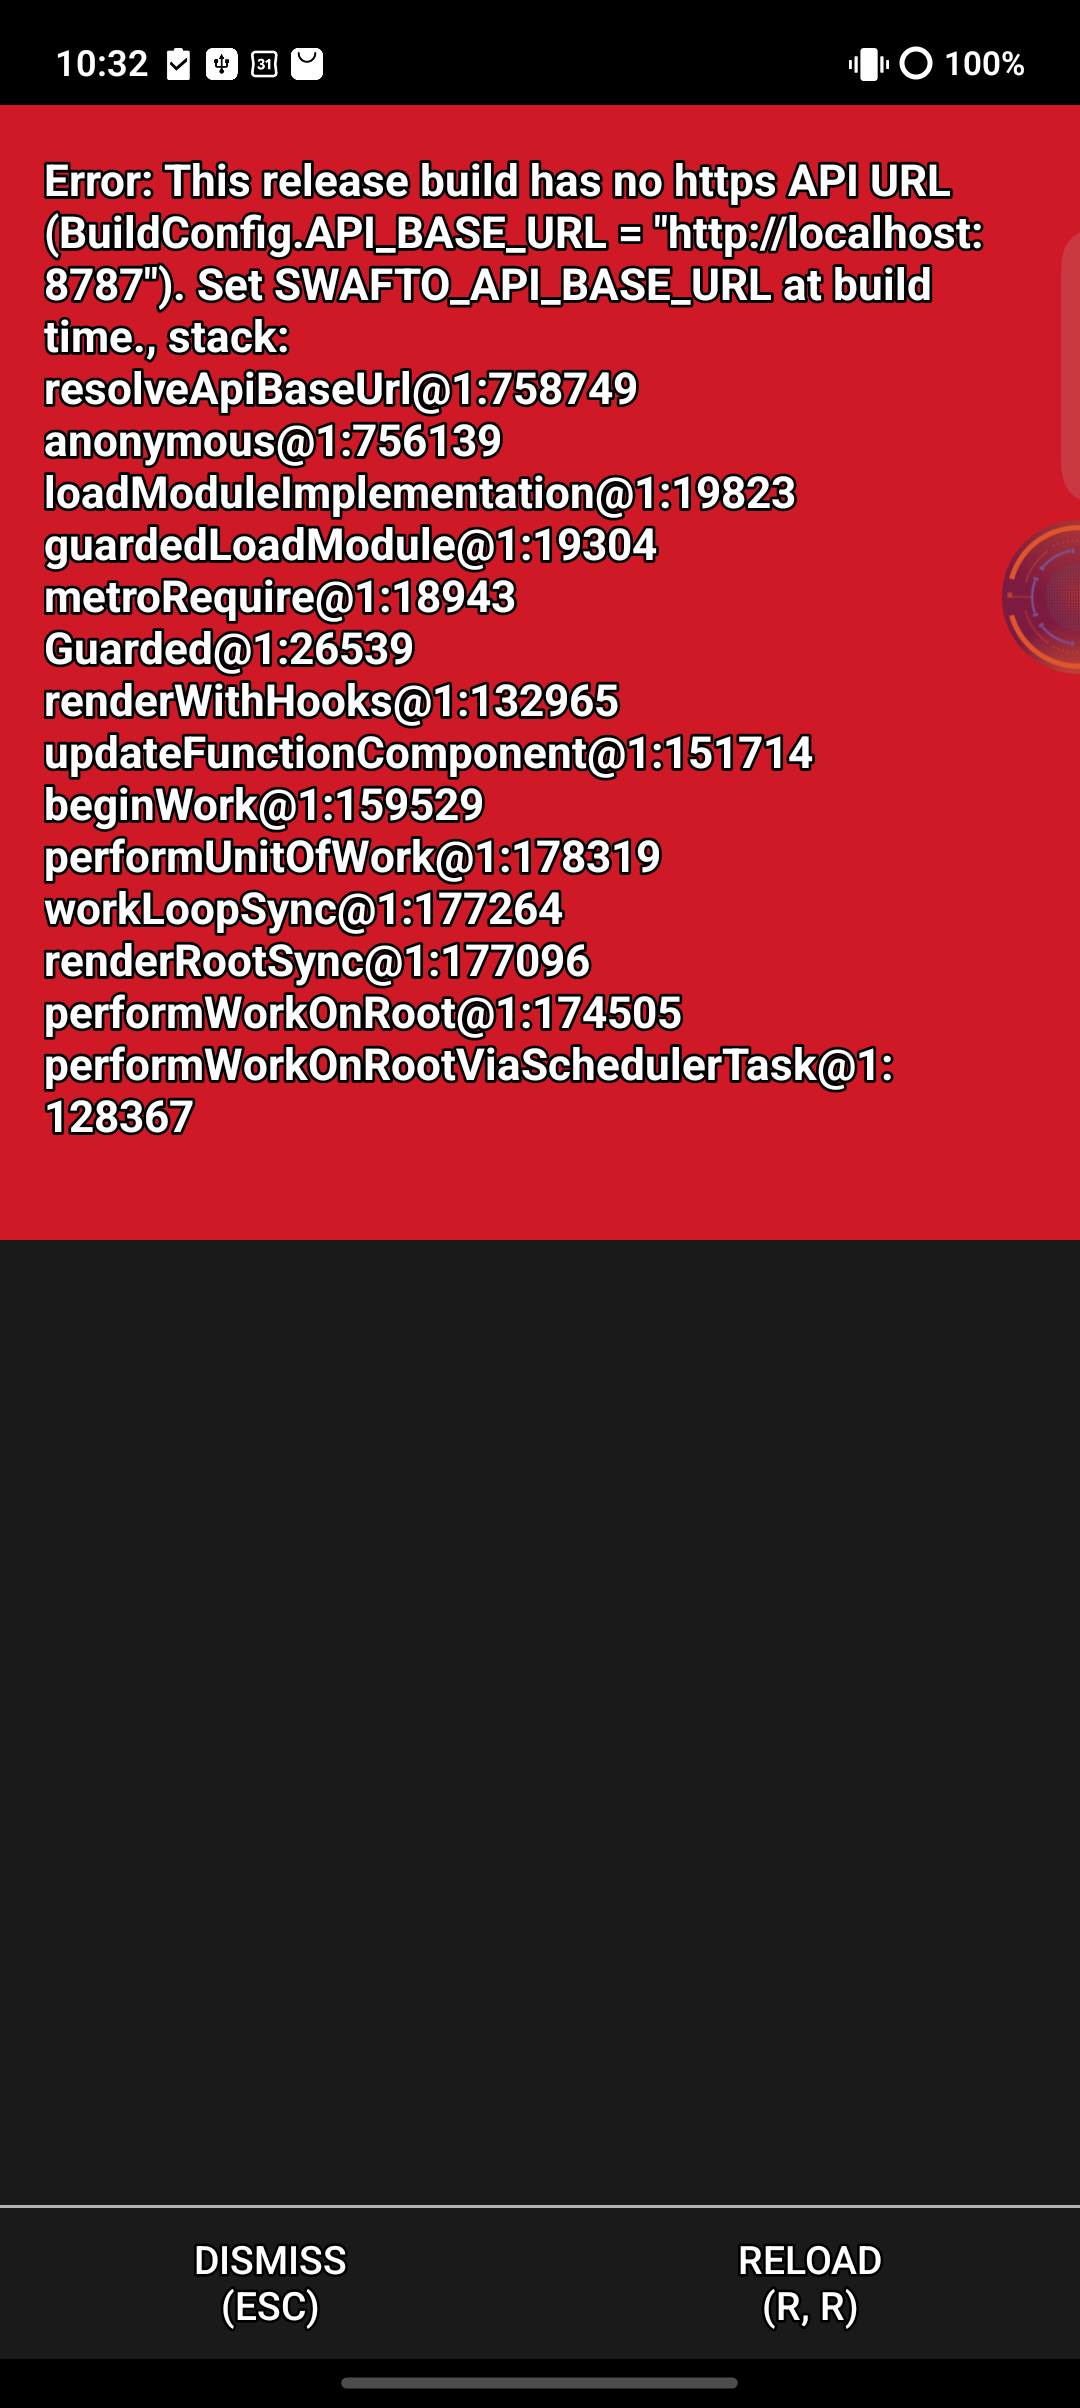 10:32
31
100%
Error: This release build has no https API URL
(BuildConfig.API_BASE_URL = "http://localhost:
8787"). Set SWAFTO_API_BASE_URL at build
time., stack:
resolveApiBaseUrl@1:758749
anonymous@1:756139
loadModuleImplementation@1:19823
guardedLoadModule@1:19304
metroRequire@1:18943
Guarded@1:26539
renderWithHooks@1:132965
updateFunctionComponent@1:151714
beginWork@1:159529
performUnitOfWork@1:178319
workLoopSync@1:177264
renderRootSync@1:177096
performWorkOnRoot@1:174505
performWorkOnRootViaSchedulerTask@1:
128367
DISMISS
(ESC)
RELOAD
(R, R)